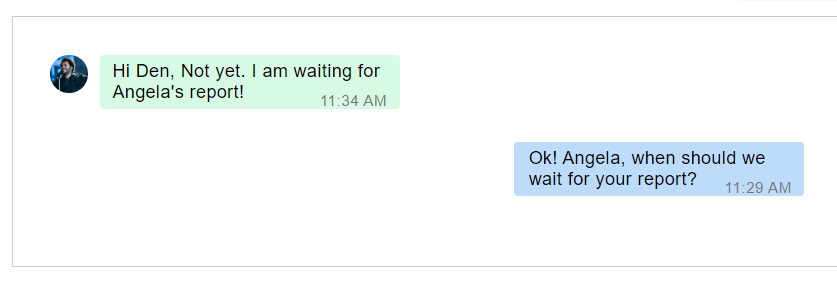 Hi Den, Not yet. I am waiting for
Angela's report!
11:34 AM
Ok! Angela, when should we
wait for your report?
11:29 AM